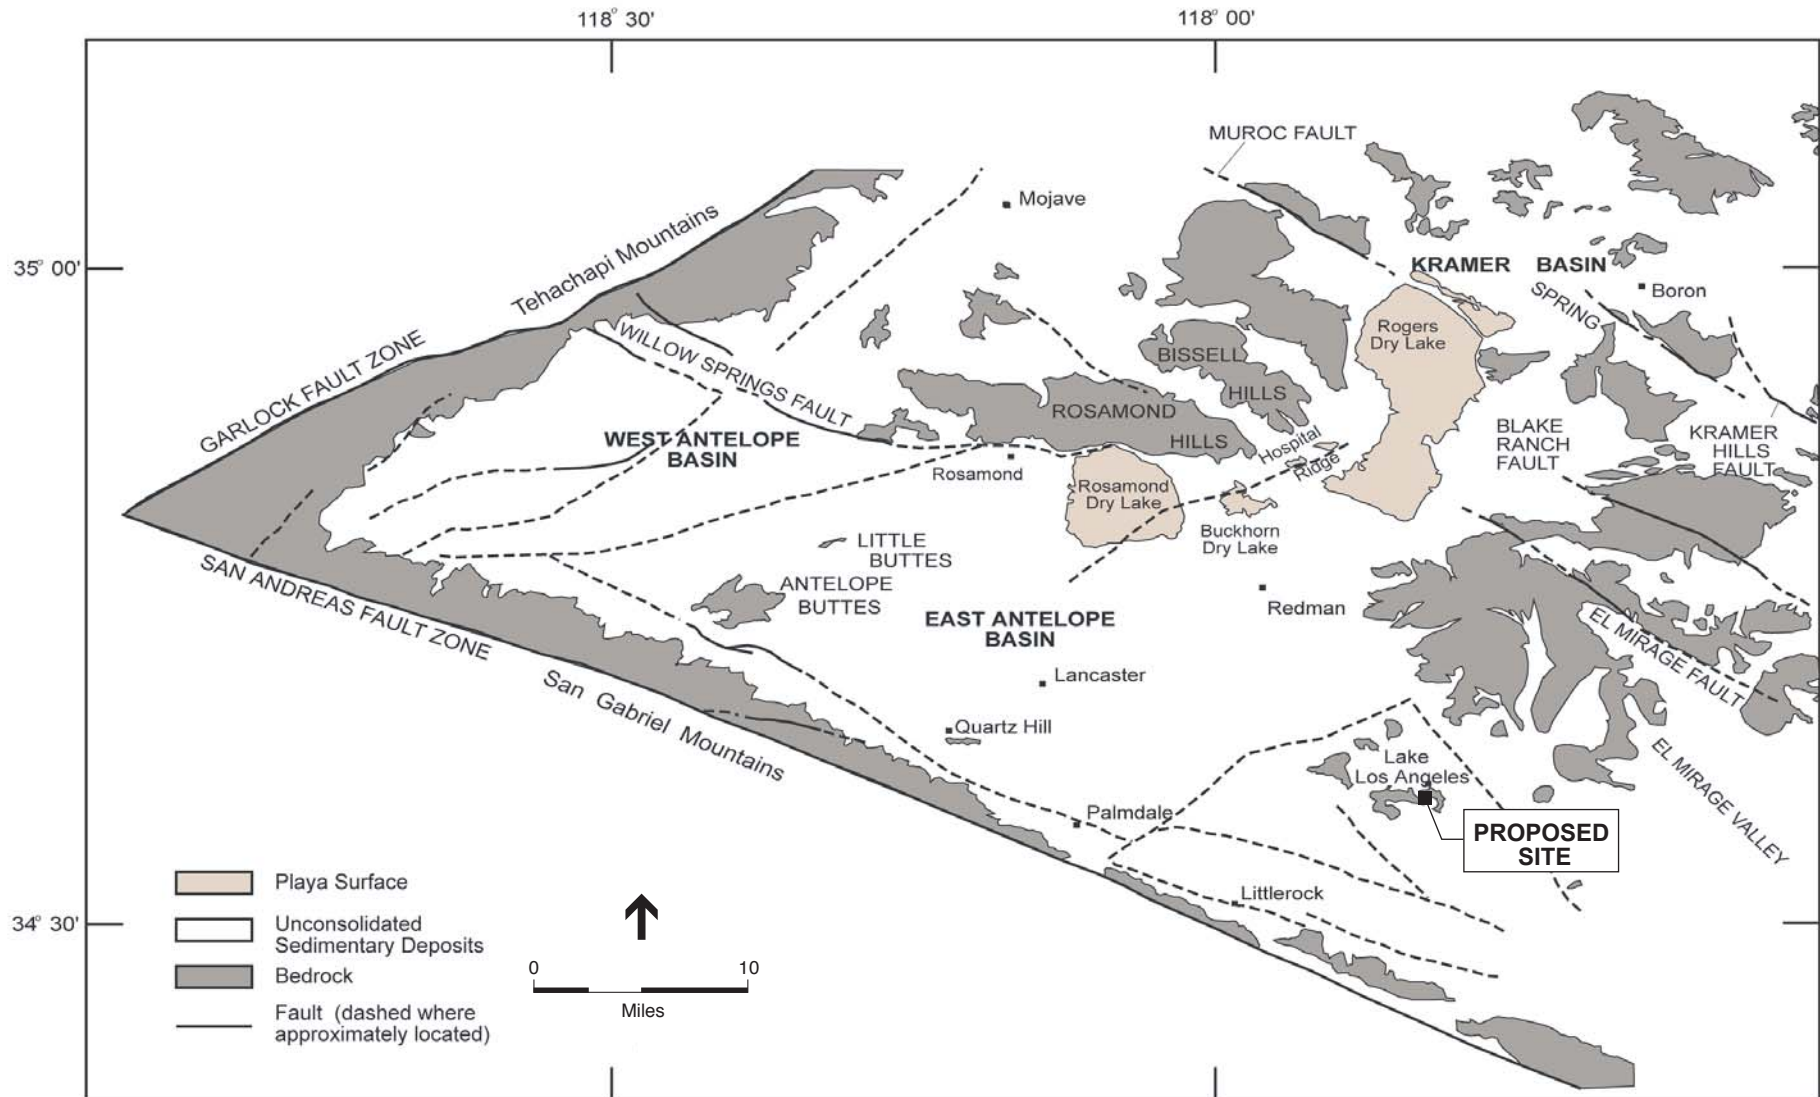 118° 30'
118° 00'
MUROC FAULT
Mojave
Tehachapi Mountains
35° 00'
KRAMER BASIN
SPRING
Boron
Rogers
Dry Lake
GARLOCK FAULT ZONE
WILLOW SPRINGS FAULT
BISSELL
HILLS
ROSAMOND
HILLS
WEST ANTELOPE
BASIN
Hospital
Ridge
BLAKE
RANCH
FAULT
KRAMER
HILLS
FAULT
Rosamond
Rosamond
Dry Lake
Buckhorn
Dry Lake
LITTLE
BUTTES
ANTELOPE
BUTTES
SAN ANDREAS FAULT ZONE
EAST ANTELOPE
BASIN
Redman
EL MIRAGE FAULT
Lancaster
San Gabriel Mountains
Quartz Hill
Lake
Los Angeles
EL MIRAGE VALLEY
Palmdale
PROPOSED
SITE
Littlerock
34° 30'
Playa Surface
Unconsolidated
Sedimentary Deposits
Bedrock
Fault (dashed where
approximately located)
0 10
Miles